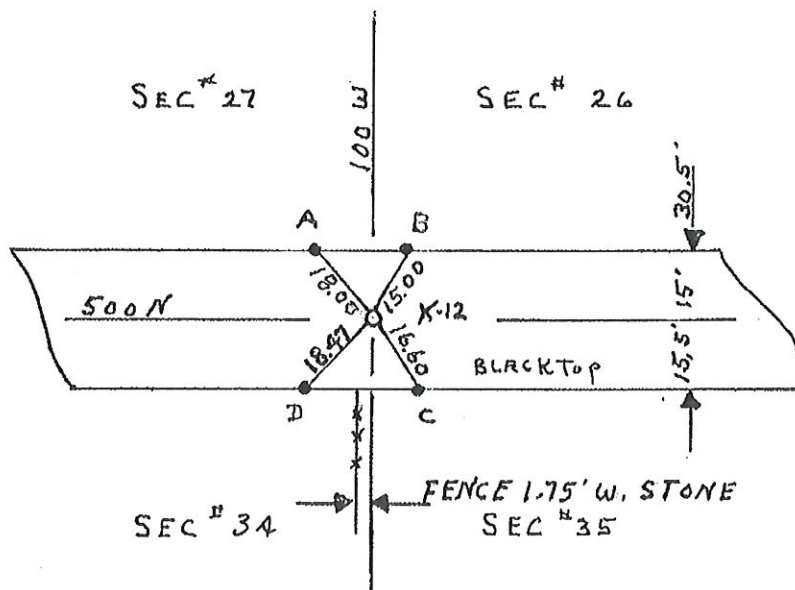 SEC # 27
SEC # 26
100 W
30.5'
A
B
18.00
15.00
15'
500 N
K-12
18.47
16.60
15.5'
BLACKTOP
D
C
FENCE 1.75' W. STONE
SEC # 34
SEC # 35